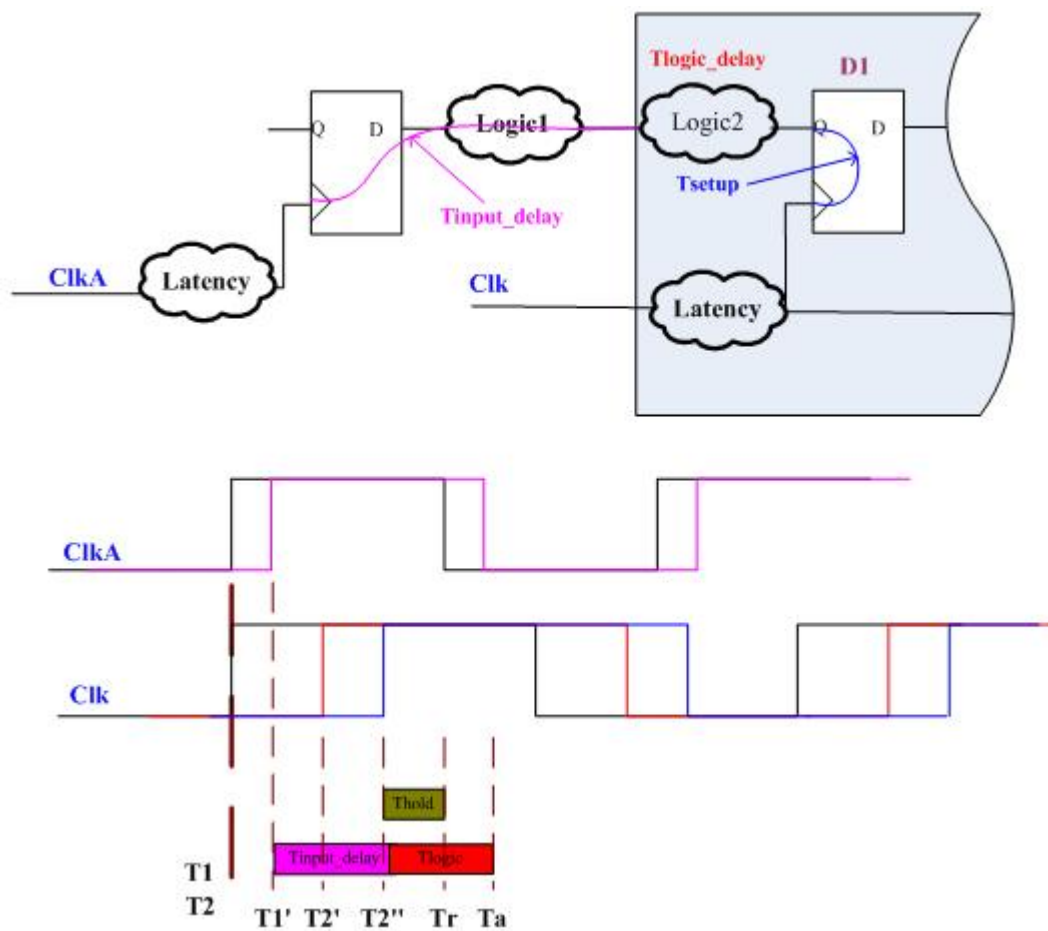 Tlogic_delay
D1
Q
D
Logic1
Logic2
Q
D
Tsetup
Tinput_delay
ClkA
Latency
Clk
Latency
ClkA
Clk
Thold
Tinput_delay
Tlogic
T1
T2
T1' T2' T2'' Tr Ta